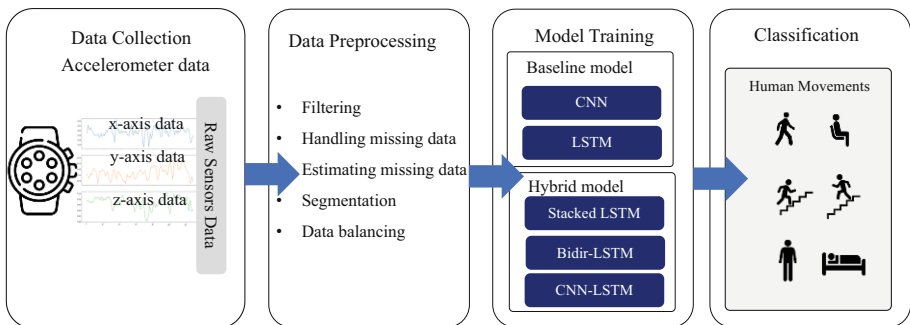 Data Collection
Accelerometer data
x-axis data
y-axis data
z-axis data
Raw Sensors Data
Data Preprocessing
• Filtering
• Handling missing data
• Estimating missing data
• Segmentation
• Data balancing
Model Training
Baseline model
CNN
LSTM
Hybrid model
Stacked LSTM
Bidir-LSTM
CNN-LSTM
Classification
Human Movements